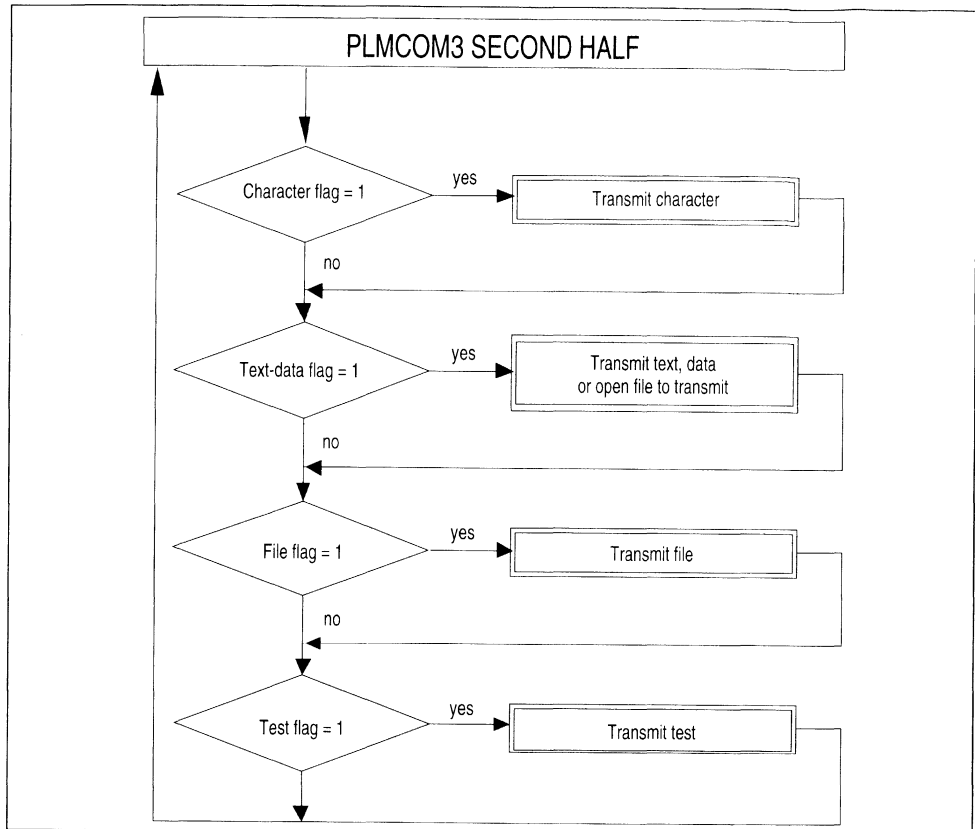 PLMCOM3 SECOND HALF
Character flag = 1
yes
Transmit character
no
Text-data flag = 1
yes
Transmit text, data
or open file to transmit
no
File flag = 1
yes
Transmit file
no
Test flag = 1
yes
Transmit test